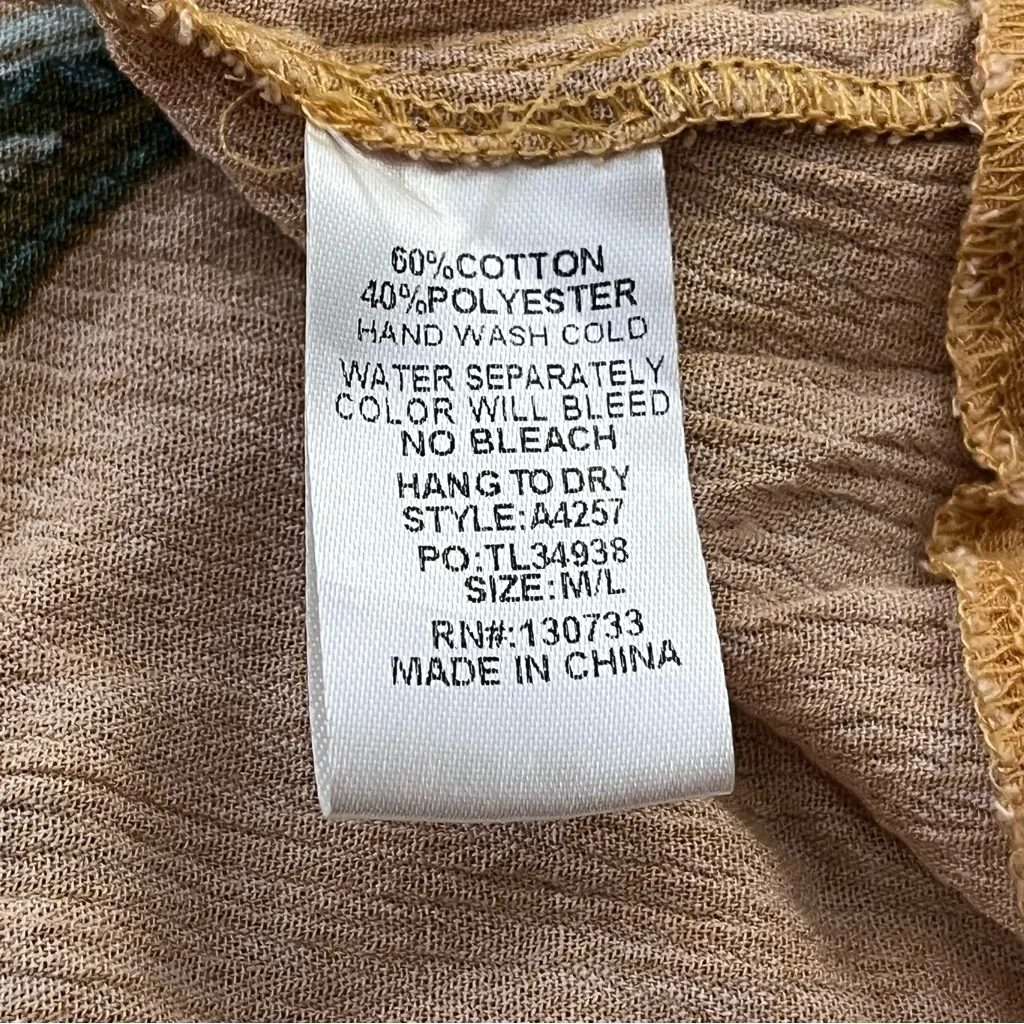 60%COTTON
40%POLYESTER
HAND WASH COLD
WATER SEPARATELY
COLOR WILL BLEED
NO BLEACH
HANG TO DRY
STYLE:A4257
PO:TL34938
SIZE:M/L
RN#:130733
MADE IN CHINA